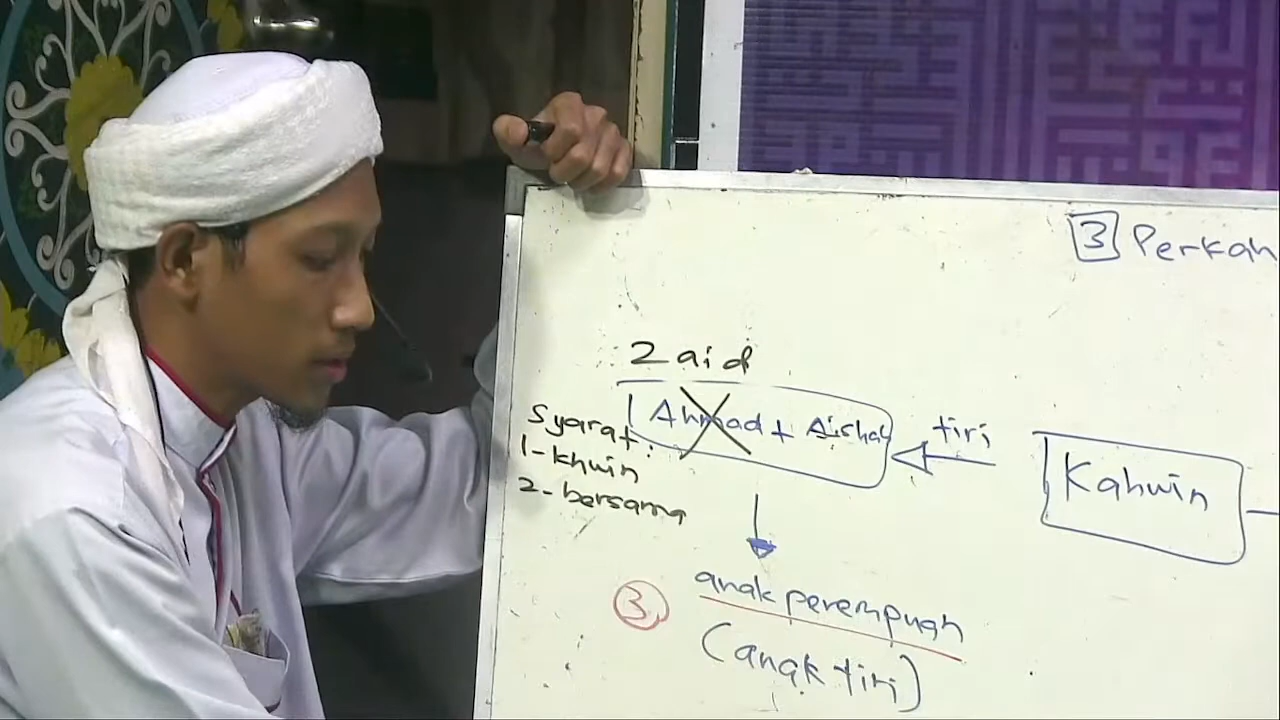 3 Perkah
Zaid
Ahmad + Aishah
tiri
Kahwin
Syarat:
1- khwin
2- bersama
3
anak perempuan
(anak tiri)